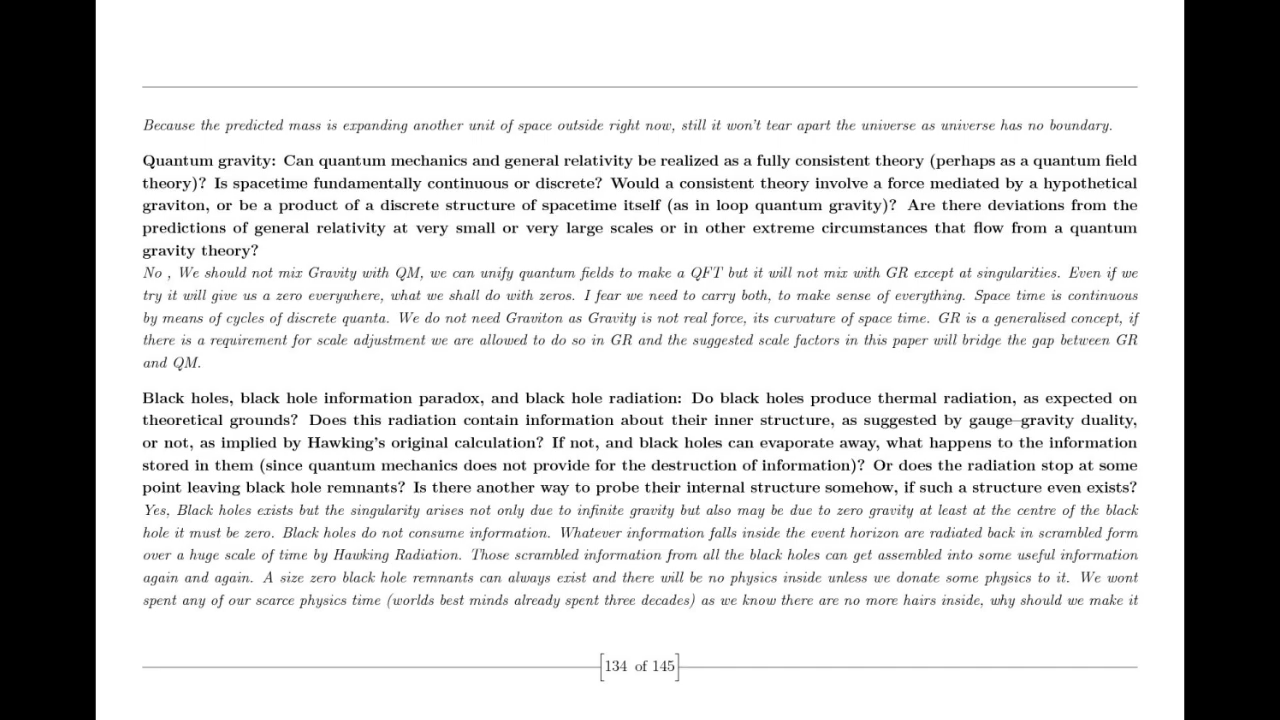 Because the predicted mass is expanding another unit of space outside right now, still it won't tear apart the universe as universe has no boundary.
Quantum gravity: Can quantum mechanics and general relativity be realized as a fully consistent theory (perhaps as a quantum field
theory)? Is spacetime fundamentally continuous or discrete? Would a consistent theory involve a force mediated by a hypothetical
graviton, or be a product of a discrete structure of spacetime itself (as in loop quantum gravity)? Are there deviations from the
predictions of general relativity at very small or very large scales or in other extreme circumstances that flow from a quantum
gravity theory?
No , We should not mix Gravity with QM, we can unify quantum fields to make a QFT but it will not mix with GR except at singularities. Even if we
try it will give us a zero everywhere, what we shall do with zeros. I fear we need to carry both, to make sense of everything. Space time is continuous
by means of cycles of discrete quanta. We do not need Graviton as Gravity is not real force, its curvature of space time. GR is a generalised concept, if
there is a requirement for scale adjustment we are allowed to do so in GR and the suggested scale factors in this paper will bridge the gap between GR
and QM.
Black holes, black hole information paradox, and black hole radiation: Do black holes produce thermal radiation, as expected on
theoretical grounds? Does this radiation contain information about their inner structure, as suggested by gauge–gravity duality,
or not, as implied by Hawking's original calculation? If not, and black holes can evaporate away, what happens to the information
stored in them (since quantum mechanics does not provide for the destruction of information)? Or does the radiation stop at some
point leaving black hole remnants? Is there another way to probe their internal structure somehow, if such a structure even exists?
Yes, Black holes exists but the singularity arises not only due to infinite gravity but also may be due to zero gravity at least at the centre of the black
hole it must be zero. Black holes do not consume information. Whatever information falls inside the event horizon are radiated back in scrambled form
over a huge scale of time by Hawking Radiation. Those scrambled information from all the black holes can get assembled into some useful information
again and again. A size zero black hole remnants can always exist and there will be no physics inside unless we donate some physics to it. We wont
spent any of our scarce physics time (worlds best minds already spent three decades) as we know there are no more hairs inside, why should we make it
134 of 145